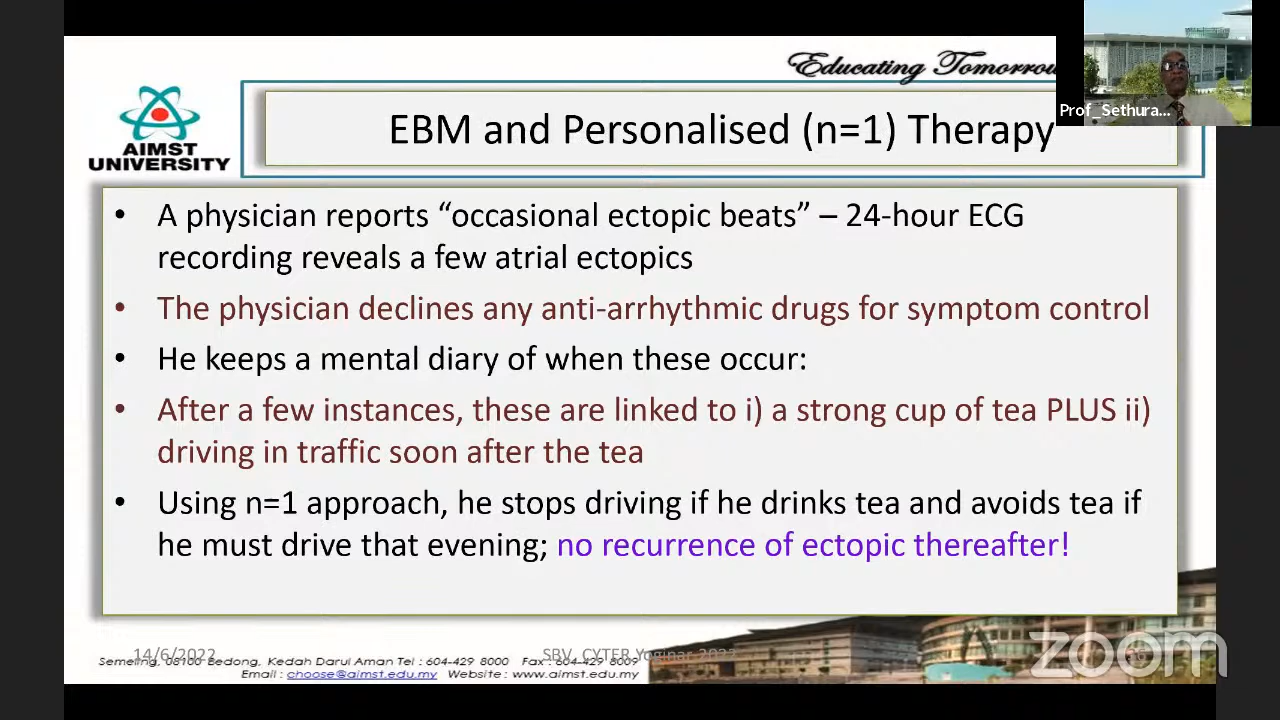 Educating Tomorrow
Prof_Sethura...
AIMST
UNIVERSITY
EBM and Personalised (n=1) Therapy
• A physician reports “occasional ectopic beats” – 24-hour ECG
recording reveals a few atrial ectopics
• The physician declines any anti-arrhythmic drugs for symptom control
• He keeps a mental diary of when these occur:
• After a few instances, these are linked to i) a strong cup of tea PLUS ii)
driving in traffic soon after the tea
• Using n=1 approach, he stops driving if he drinks tea and avoids tea if
he must drive that evening; no recurrence of ectopic thereafter!
14/6/2022
SBV, CYTER Yoginar 2022
Semeling, 08100 Bedong, Kedah Darul Aman Tel : 604-429 8000 Fax : 604-429 8009
Email : choose@aimst.edu.my Website : www.aimst.edu.my
zoom